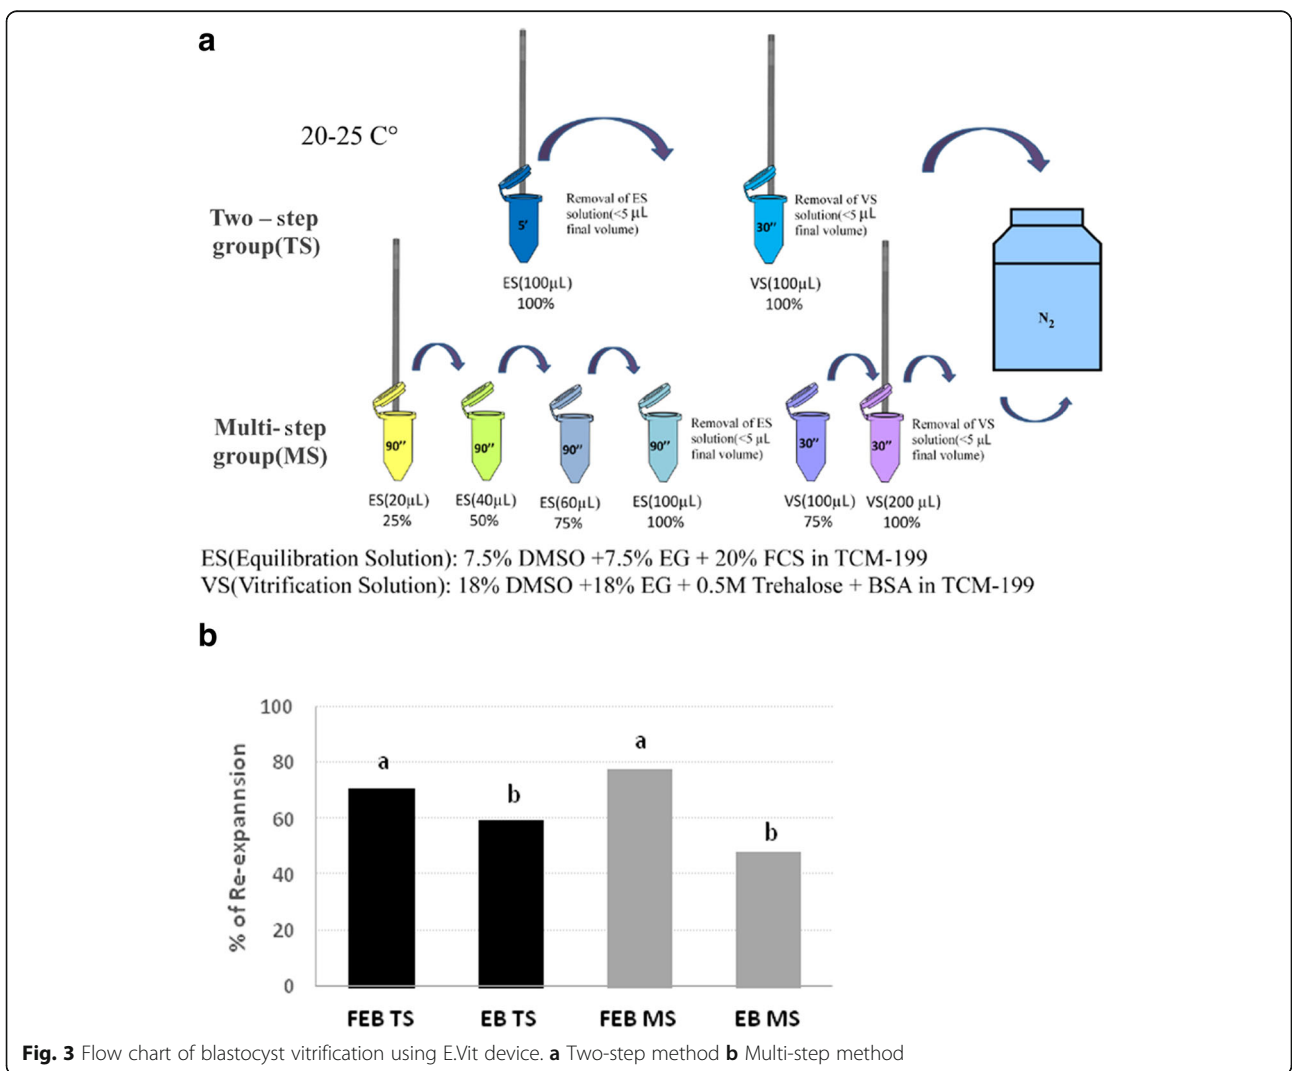 a
20-25 C°
Two – step
group(TS)
5'
Removal of ES
solution(<5 µL
final volume)
ES(100µL)
100%
30"
Removal of VS
solution(<5 µL
final volume)
VS(100µL)
100%
N2
Multi- step
group(MS)
90"
ES(20µL)
25%
90"
ES(40µL)
50%
90"
ES(60µL)
75%
90"
ES(100µL)
100%
Removal of ES
solution(<5 µL
final volume)
30"
VS(100µL)
75%
30"
VS(200 µL)
100%
Removal of VS
solution(<5 µL
final volume)
ES(Equilibration Solution): 7.5% DMSO +7.5% EG + 20% FCS in TCM-199
VS(Vitrification Solution): 18% DMSO +18% EG + 0.5M Trehalose + BSA in TCM-199
b
% of Re-expannsion
100
80
60
40
20
0
a
b
a
b
FEB TS
EB TS
FEB MS
EB MS
Fig. 3 Flow chart of blastocyst vitrification using E.Vit device. a Two-step method b Multi-step method